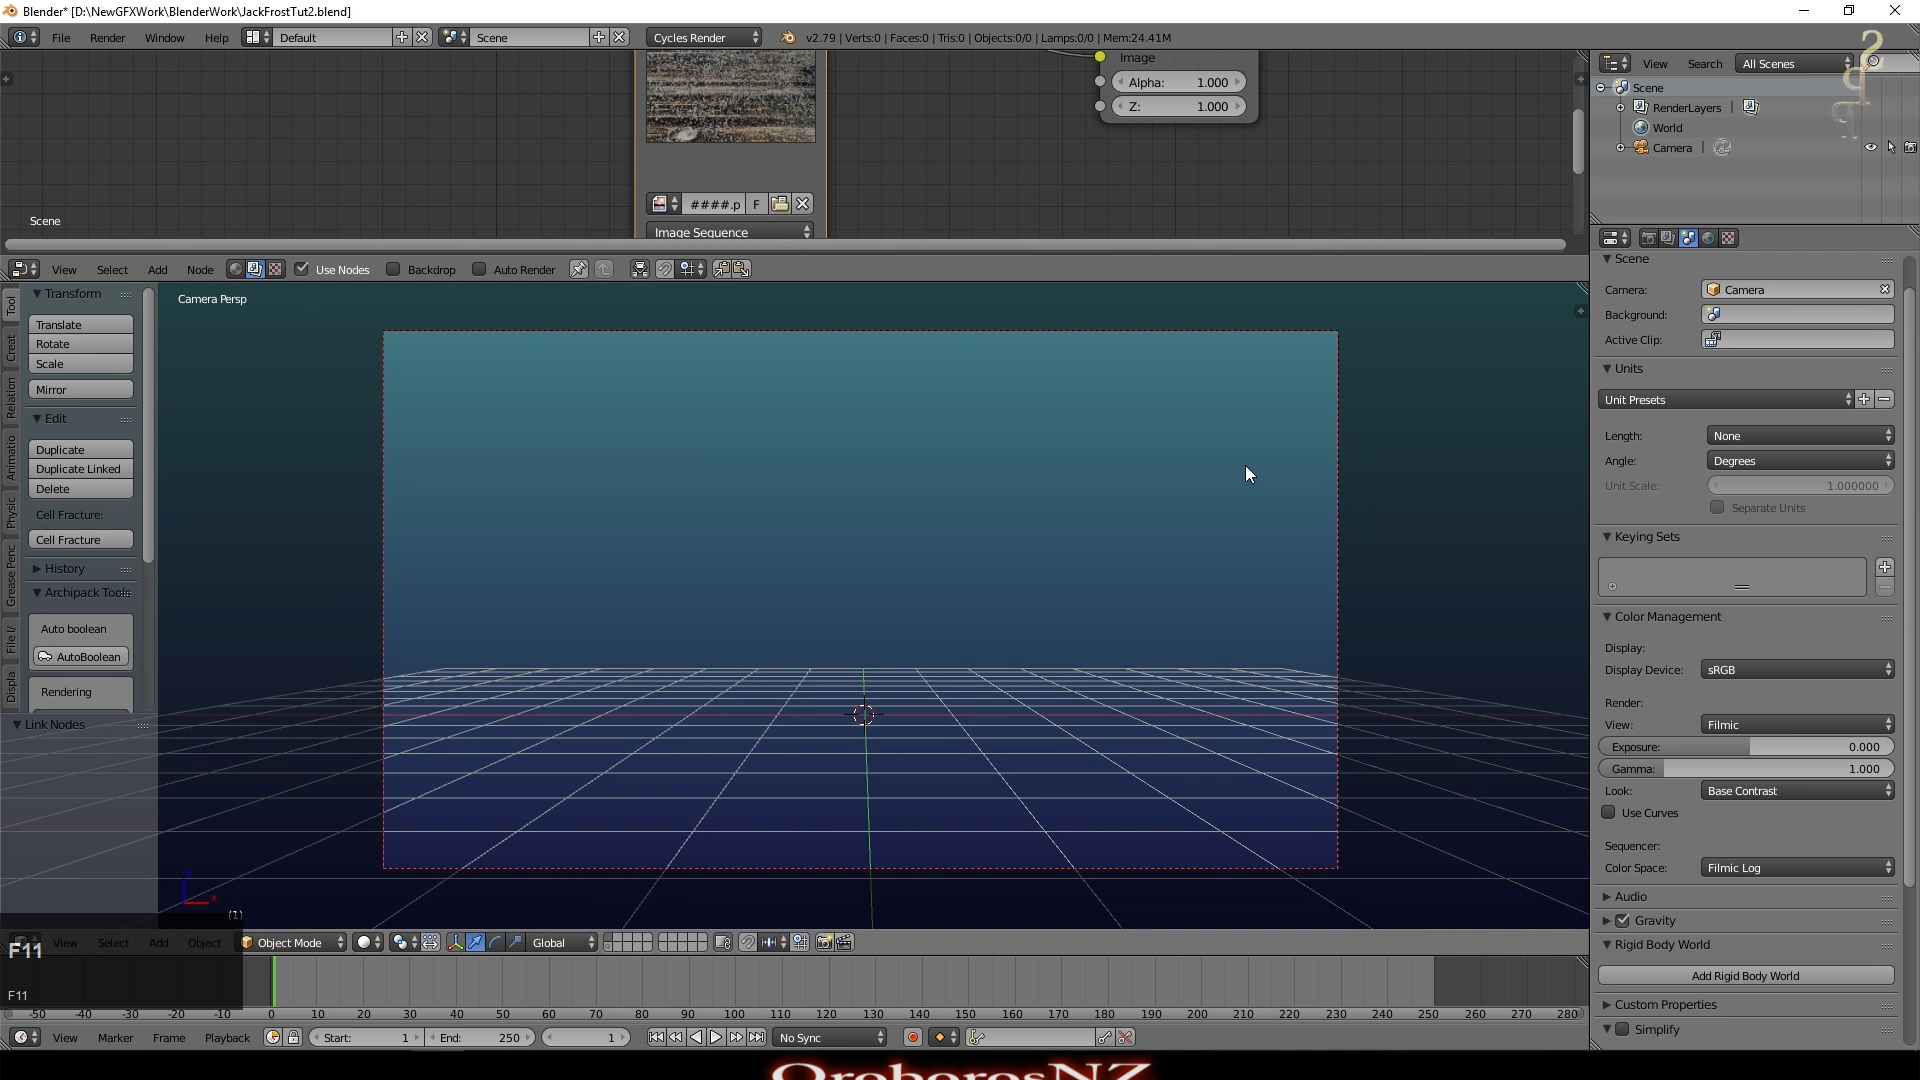 Blender* [D:\NewGFXWork\BlenderWork\JackFrostTut2.blend]
File Render Window Help Default Scene Cycles Render v2.79 | Verts:0 | Faces:0 | Tris:0 | Objects:0/0 | Lamps:0/0 | Mem:24.41M
Image
Alpha: 1.000
Z: 1.000
####.p F
Image Sequence
Scene
View Select Add Node Use Nodes Backdrop Auto Render
View Search All Scenes
Scene
RenderLayers |
World
Camera |
Tool
Creat
Relation
Animatio
Physic
Grease Penc
File I/
Displa
Transform
Translate
Rotate
Scale
Mirror
Edit
Duplicate
Duplicate Linked
Delete
Cell Fracture:
Cell Fracture
History
Archipack Tools
Auto boolean
AutoBoolean
Rendering
Link Nodes
Camera Persp
x
(1)
Scene
Camera: Camera
Background:
Active Clip:
Units
Unit Presets
Length: None
Angle: Degrees
Unit Scale: 1.000000
Separate Units
Keying Sets
Color Management
Display:
Display Device: sRGB
Render:
View: Filmic
Exposure: 0.000
Gamma: 1.000
Look: Base Contrast
Use Curves
Sequencer:
Color Space: Filmic Log
Audio
Gravity
Rigid Body World
Add Rigid Body World
Custom Properties
Simplify
View Select Add Object Object Mode Global
F11
F11
-50 -40 -30 -20 -10 0 10 20 30 40 50 60 70 80 90 100 110 120 130 140 150 160 170 180 190 200 210 220 230 240 250 260 270 280
View Marker Frame Playback Start: 1 End: 250 1 No Sync
OroborosNZ